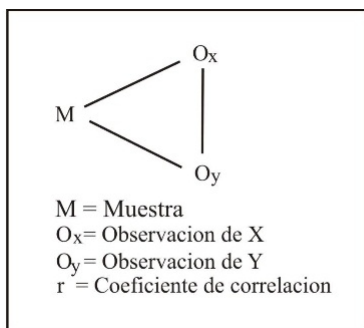 Ox
M
Oy
M = Muestra
Ox= Observacion de X
Oy= Observacion de Y
r = Coeficiente de correlacion